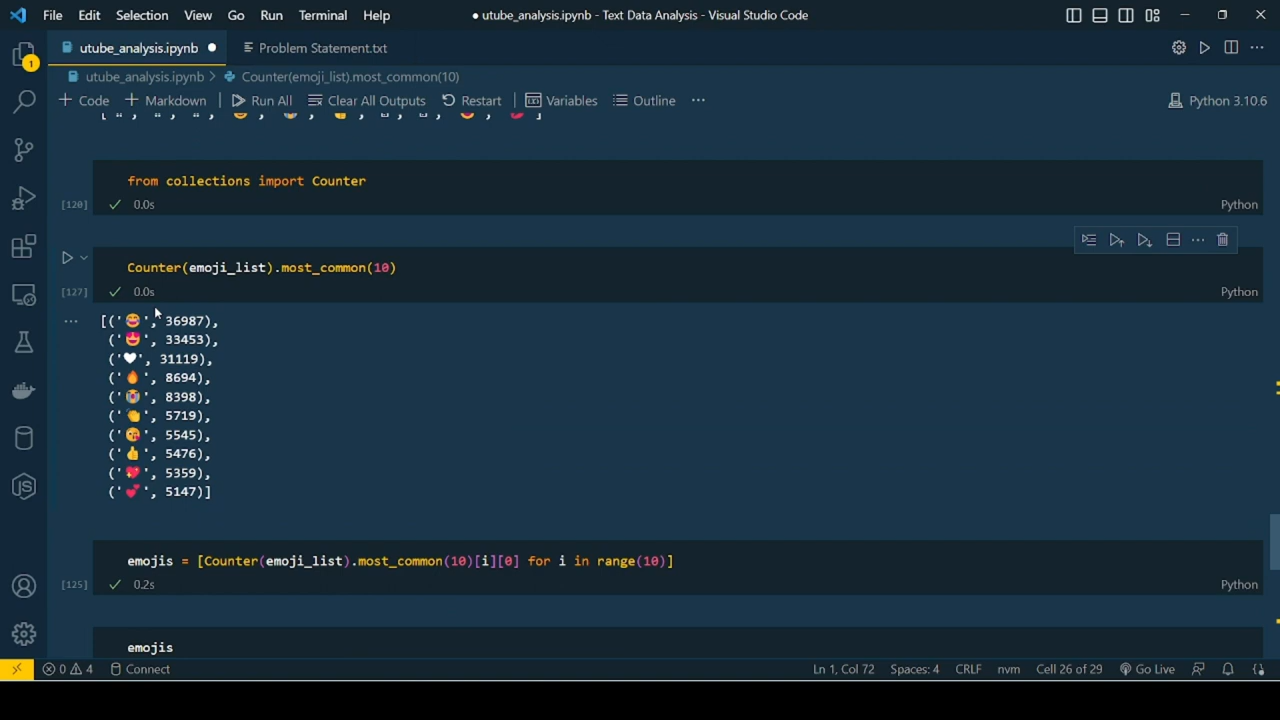 File Edit Selection View Go Run Terminal Help
● utube_analysis.ipynb - Text Data Analysis - Visual Studio Code
utube_analysis.ipynb ●
Problem Statement.txt
utube_analysis.ipynb > Counter(emoji_list).most_common(10)
+ Code + Markdown | Run All Clear All Outputs Restart | Variables Outline ···
Python 3.10.6
from collections import Counter
[120] ✓ 0.0s Python
Counter(emoji_list).most_common(10)
[127] ✓ 0.0s Python
[('😂', 36987),
('😍', 33453),
('❤', 31119),
('🔥', 8694),
('😭', 8398),
('👏', 5719),
('😘', 5545),
('👍', 5476),
('💖', 5359),
('💕', 5147)]
emojis = [Counter(emoji_list).most_common(10)[i][0] for i in range(10)]
[125] ✓ 0.2s Python
emojis
0 4 Connect
Ln 1, Col 72 Spaces: 4 CRLF nvm Cell 26 of 29 Go Live
1